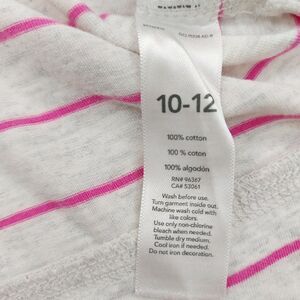 10-12
100% cotton
100 % coton
100% algodón
RN# 96367
CA# 53061
Wash before use.
Turn garment inside out.
Machine wash cold with
like colors.
Use only non-chlorine
bleach when needed.
Tumble dry medium.
Cool iron if needed.
Do not iron decoration.